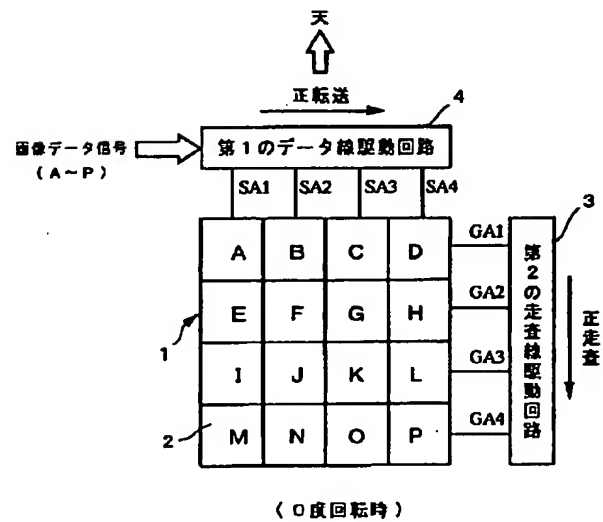 天
正転送
4
画像データ信号
(A~P)
第1のデータ線駆動回路
SA1 SA2 SA3 SA4
3
A B C D GA1
E F G H GA2
I J K L GA3
M N O P GA4
第2の走査線駆動回路
正走査
1
2
(0度回転時)